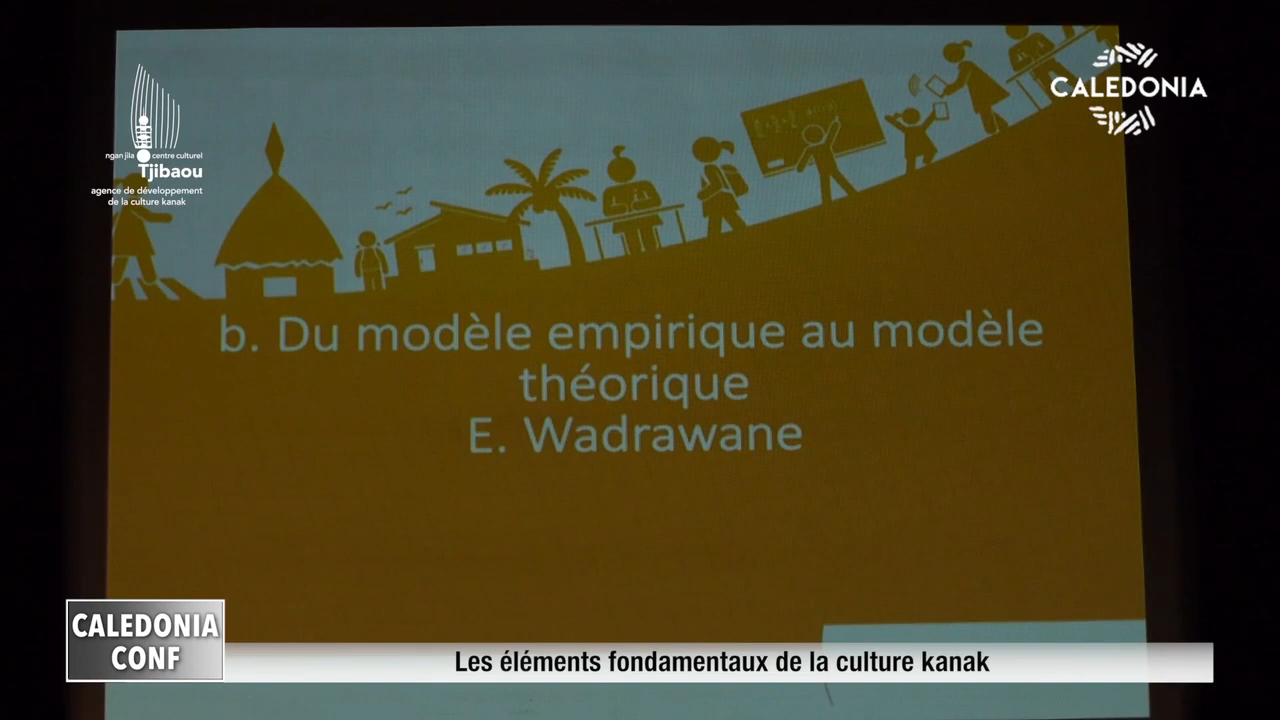 ngan jila centre culturel
Tjibaou
agence de développement
de la culture kanak
CALEDONIA
b. Du modèle empirique au modèle
théorique
E. Wadrawane
CALEDONIA
CONF
Les éléments fondamentaux de la culture kanak